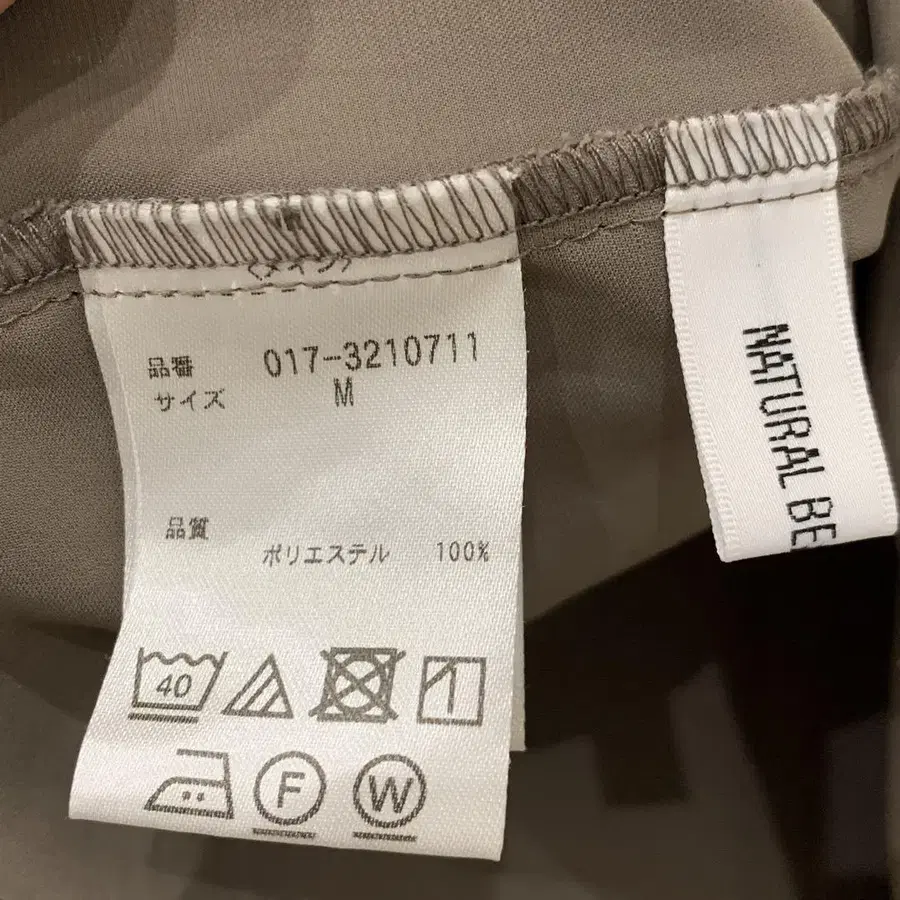 品番 017-3210711
サイズ M
品質
ポリエステル 100%
40
F
W
NATURAL BE